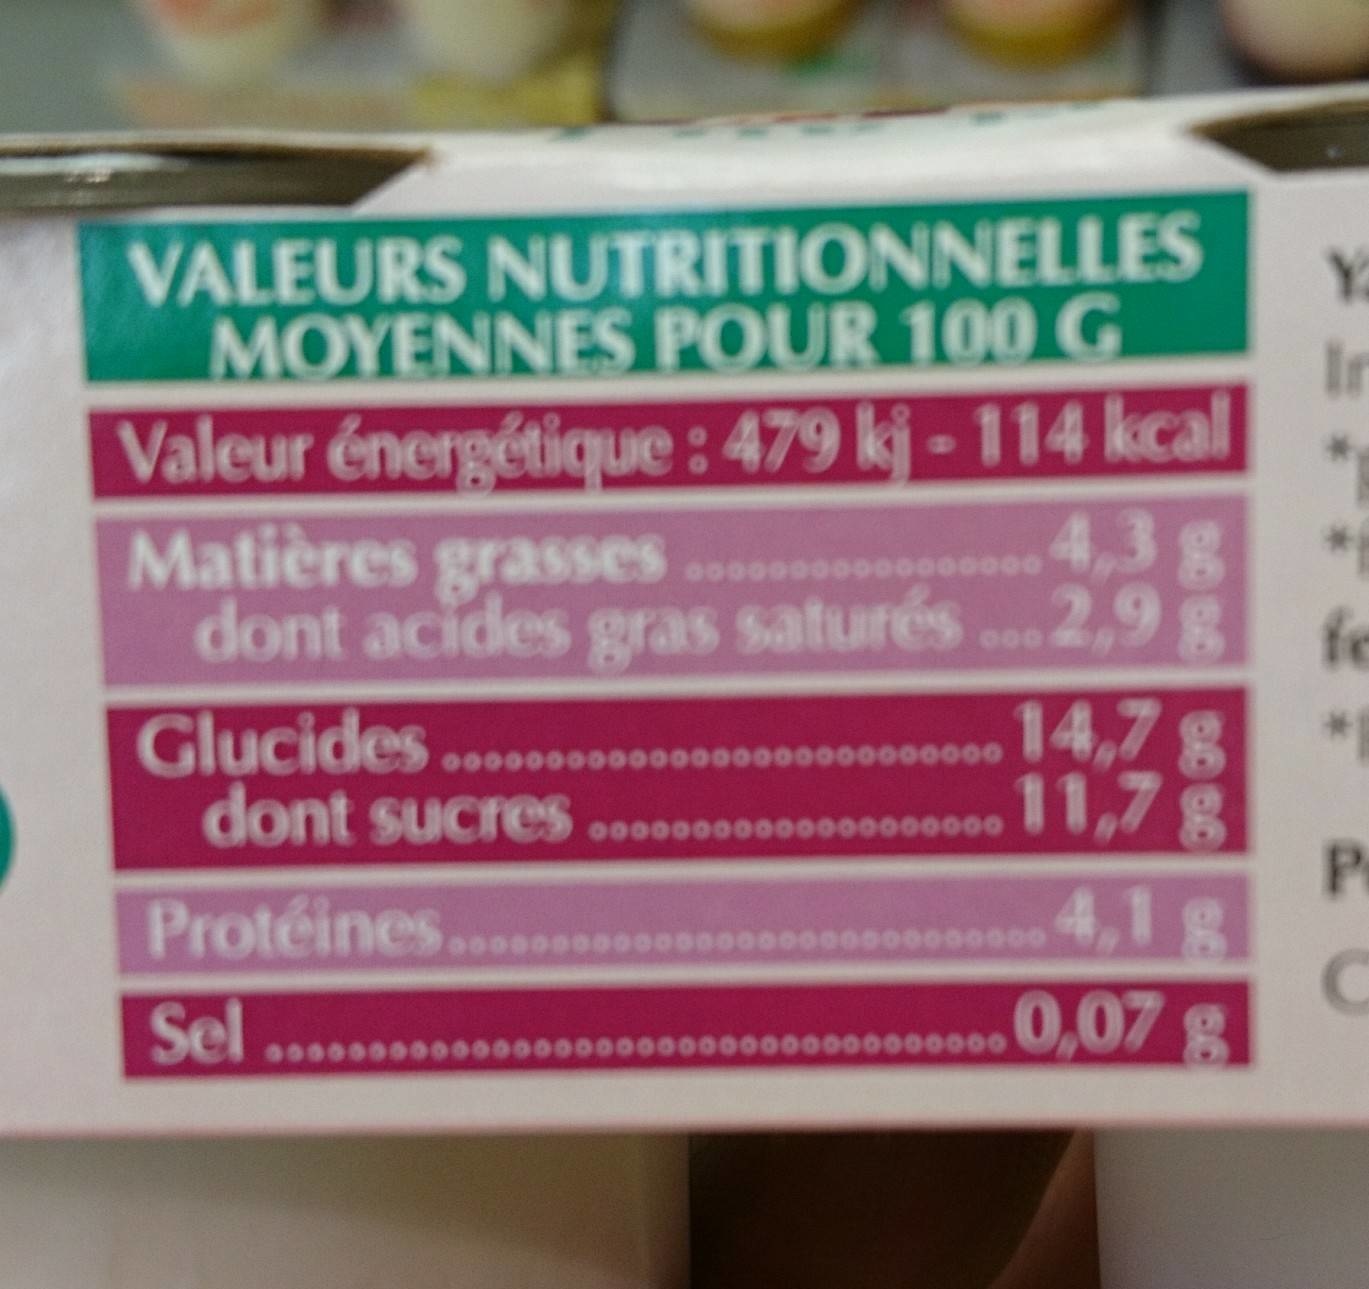 VALEURS NUTRITIONNELLES
MOYENNES POUR 100 G
Valeur énergétique : 479 kj - 114 kcal
Matières grasses ................. 4,3 g
dont acides gras saturés ... 2,9 g
Glucides ........................... 14,7 g
dont sucres .................... 11,7 g
Protéines ............................. 4,1 g
Sel ................................... 0,07 g